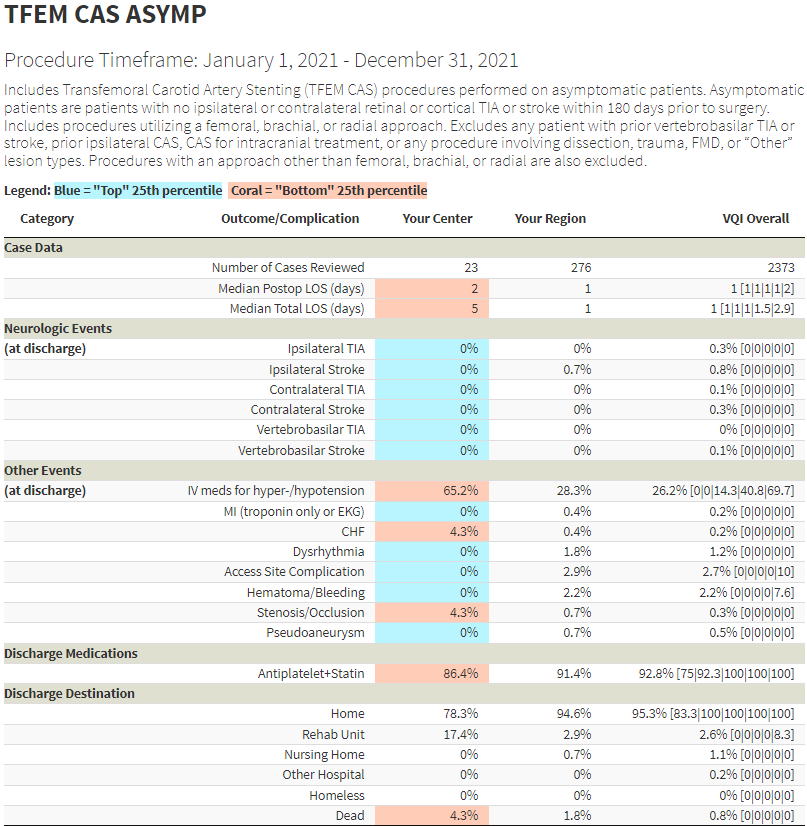 TFEM CAS ASYMP
Procedure Timeframe: January 1, 2021 - December 31, 2021
Includes Transfemoral Carotid Artery Stenting (TFEM CAS) procedures performed on asymptomatic patients. Asymptomatic
patients are patients with no ipsilateral or contralateral retinal or cortical TIA or stroke within 180 days prior to surgery.
Includes procedures utilizing a femoral, brachial, or radial approach. Excludes any patient with prior vertebrobasilar TIA or
stroke, prior ipsilateral CAS, CAS for intracranial treatment, or any procedure involving dissection, trauma, FMD, or “Other”
lesion types. Procedures with an approach other than femoral, brachial, or radial are also excluded.
Legend: Blue = "Top" 25th percentile Coral = "Bottom" 25th percentile
Category Outcome/Complication Your Center Your Region VQI Overall
Case Data
Number of Cases Reviewed 23 276 2373
Median Postop LOS (days) 2 1 1 [1|1|1|1|2]
Median Total LOS (days) 5 1 1 [1|1|1|1.5|2.9]
Neurologic Events
(at discharge) Ipsilateral TIA 0% 0% 0.3% [0|0|0|0|0]
Ipsilateral Stroke 0% 0.7% 0.8% [0|0|0|0|0]
Contralateral TIA 0% 0% 0.1% [0|0|0|0|0]
Contralateral Stroke 0% 0% 0.3% [0|0|0|0|0]
Vertebrobasilar TIA 0% 0% 0% [0|0|0|0|0]
Vertebrobasilar Stroke 0% 0% 0.1% [0|0|0|0|0]
Other Events
(at discharge) IV meds for hyper-/hypotension 65.2% 28.3% 26.2% [0|0|14.3|40.8|69.7]
MI (troponin only or EKG) 0% 0.4% 0.2% [0|0|0|0|0]
CHF 4.3% 0.4% 0.2% [0|0|0|0|0]
Dysrhythmia 0% 1.8% 1.2% [0|0|0|0|0]
Access Site Complication 0% 2.9% 2.7% [0|0|0|0|10]
Hematoma/Bleeding 0% 2.2% 2.2% [0|0|0|0|7.6]
Stenosis/Occlusion 4.3% 0.7% 0.3% [0|0|0|0|0]
Pseudoaneurysm 0% 0.7% 0.5% [0|0|0|0|0]
Discharge Medications
Antiplatelet+Statin 86.4% 91.4% 92.8% [75|92.3|100|100|100]
Discharge Destination
Home 78.3% 94.6% 95.3% [83.3|100|100|100|100]
Rehab Unit 17.4% 2.9% 2.6% [0|0|0|0|8.3]
Nursing Home 0% 0.7% 1.1% [0|0|0|0|0]
Other Hospital 0% 0% 0.2% [0|0|0|0|0]
Homeless 0% 0% 0% [0|0|0|0|0]
Dead 4.3% 1.8% 0.8% [0|0|0|0|0]